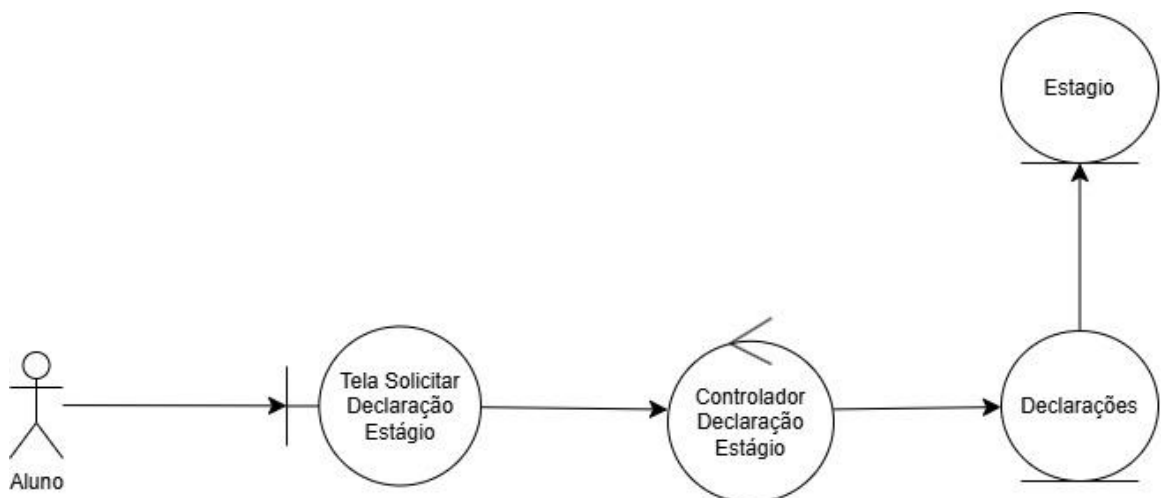 Estagio
Tela Solicitar
Declaração
Estágio
Controlador
Declaração
Estágio
Declarações
Aluno